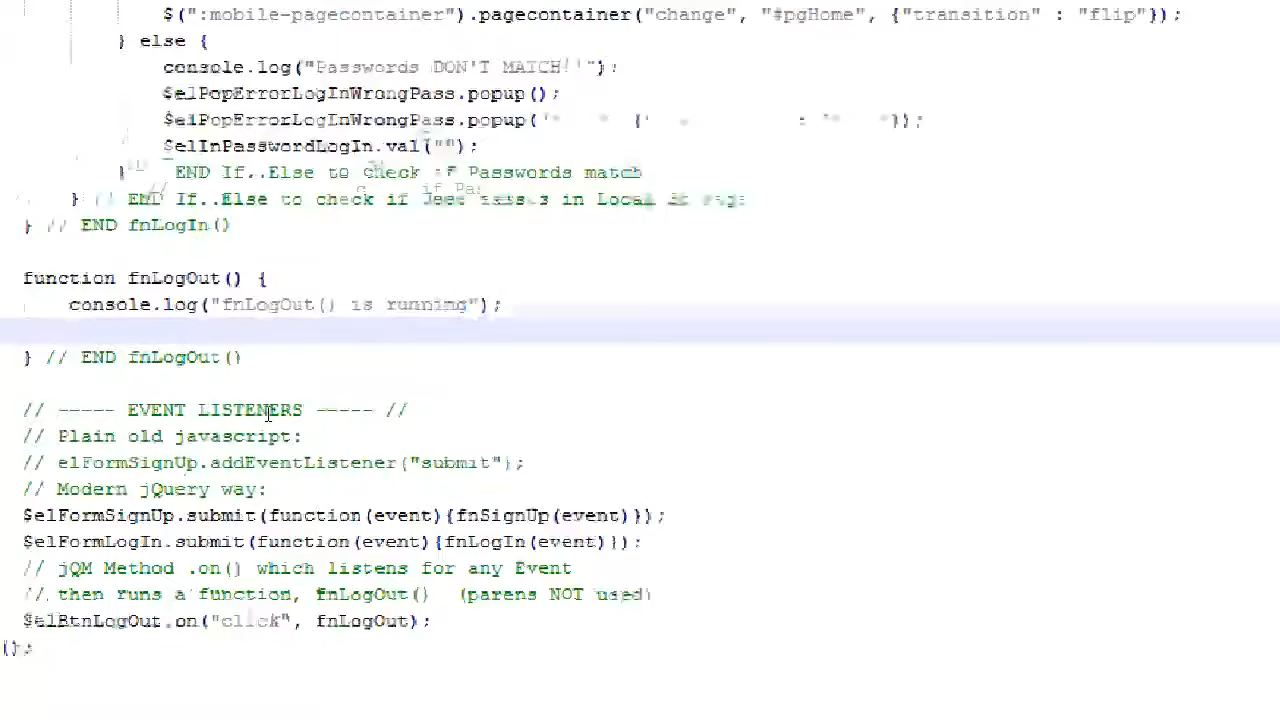 $(":mobile-pagecontainer").pagecontainer("change", "#pgHome", {"transition" : "flip"});
} else {
console.log("Passwords DON'T MATCH!!");
$elPopErrorLogInWrongPass.popup();
$elPopErrorLogInWrongPass.popup( { : });
$elInPasswordLogIn.val("");
} END If..Else to check if Passwords match
} // END If..Else to check if in Local
} // END fnLogIn()
function fnLogOut() {
console.log("fnLogOut() is running");
} // END fnLogOut()
// ----- EVENT LISTENERS ----- //
// Plain old javascript:
// elFormSignUp.addEventListener("submit");
// Modern jQuery way:
$elFormSignUp.submit(function(event){fnSignUp(event)});
$elFormLogIn.submit(function(event){fnLogIn(event)});
// jQM Method .on() which listens for any Event
// then runs a function, fnLogOut() (parens NOT used)
$elBtnLogOut.on("click", fnLogOut);
();